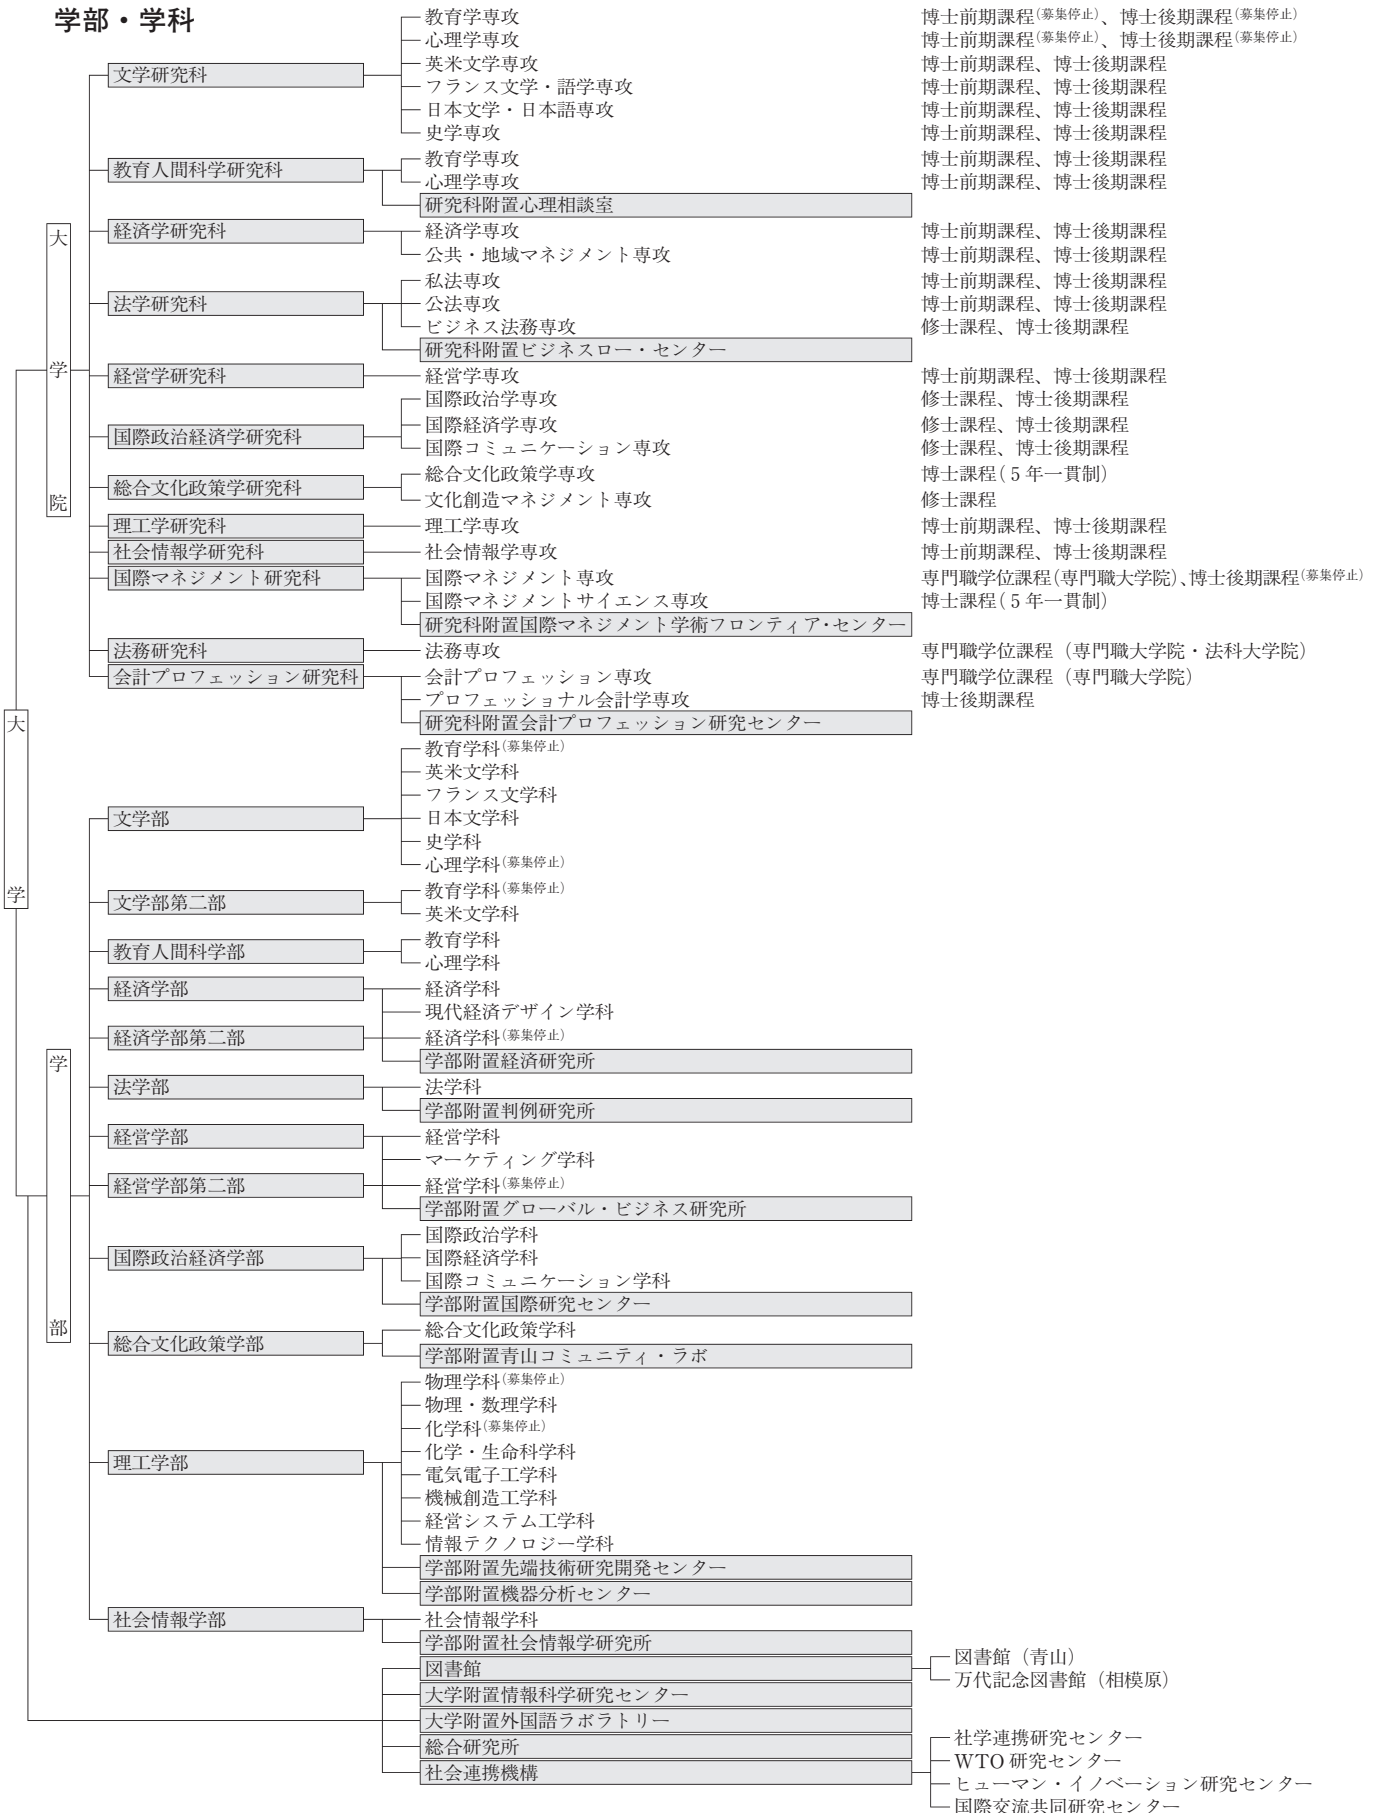 学部・学科
大学
大学院
文学研究科
教育学専攻 博士前期課程(募集停止)、博士後期課程(募集停止)
心理学専攻 博士前期課程(募集停止)、博士後期課程(募集停止)
英米文学専攻 博士前期課程、博士後期課程
フランス文学・語学専攻 博士前期課程、博士後期課程
日本文学・日本語専攻 博士前期課程、博士後期課程
史学専攻 博士前期課程、博士後期課程
教育人間科学研究科
教育学専攻 博士前期課程、博士後期課程
心理学専攻 博士前期課程、博士後期課程
研究科附置心理相談室
経済学研究科
経済学専攻 博士前期課程、博士後期課程
公共・地域マネジメント専攻 博士前期課程、博士後期課程
法学研究科
私法専攻 博士前期課程、博士後期課程
公法専攻 博士前期課程、博士後期課程
ビジネス法務専攻 修士課程、博士後期課程
研究科附置ビジネスロー・センター
経営学研究科
経営学専攻 博士前期課程、博士後期課程
国際政治経済学研究科
国際政治学専攻 修士課程、博士後期課程
国際経済学専攻 修士課程、博士後期課程
国際コミュニケーション専攻 修士課程、博士後期課程
総合文化政策学研究科
総合文化政策学専攻 博士課程(5年一貫制)
文化創造マネジメント専攻 修士課程
理工学研究科
理工学専攻 博士前期課程、博士後期課程
社会情報学研究科
社会情報学専攻 博士前期課程、博士後期課程
国際マネジメント研究科
国際マネジメント専攻 専門職学位課程(専門職大学院)、博士後期課程(募集停止)
国際マネジメントサイエンス専攻 博士課程(5年一貫制)
研究科附置国際マネジメント学術フロンティア・センター
法務研究科
法務専攻 専門職学位課程(専門職大学院・法科大学院)
会計プロフェッション研究科
会計プロフェッション専攻 専門職学位課程(専門職大学院)
プロフェッショナル会計学専攻 博士後期課程
研究科附置会計プロフェッション研究センター
学部
文学部
教育学科(募集停止)
英米文学科
フランス文学科
日本文学科
史学科
心理学科(募集停止)
文学部第二部
教育学科(募集停止)
英米文学科
教育人間科学部
教育学科
心理学科
経済学部
経済学科
現代経済デザイン学科
経済学部第二部
経済学科(募集停止)
学部附置経済研究所
法学部
法学科
学部附置判例研究所
経営学部
経営学科
マーケティング学科
経営学部第二部
経営学科(募集停止)
学部附置グローバル・ビジネス研究所
国際政治経済学部
国際政治学科
国際経済学科
国際コミュニケーション学科
学部附置国際研究センター
総合文化政策学部
総合文化政策学科
学部附置青山コミュニティ・ラボ
理工学部
物理学科(募集停止)
物理・数理学科
化学科(募集停止)
化学・生命科学科
電気電子工学科
機械創造工学科
経営システム工学科
情報テクノロジー学科
学部附置先端技術研究開発センター
学部附置機器分析センター
社会情報学部
社会情報学科
学部附置社会情報学研究所
図書館
図書館(青山)
万代記念図書館(相模原)
大学附置情報科学研究センター
大学附置外国語ラボラトリー
総合研究所
社会連携機構
社学連携研究センター
WTO研究センター
ヒューマン・イノベーション研究センター
国際交流共同研究センター